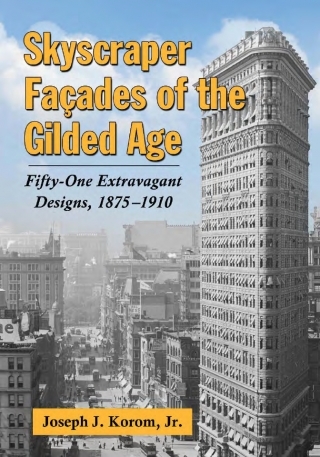 Skyscraper
Façades of the
Gilded Age
Fifty-One Extravagant
Designs, 1875–1910
Joseph J. Korom, Jr.